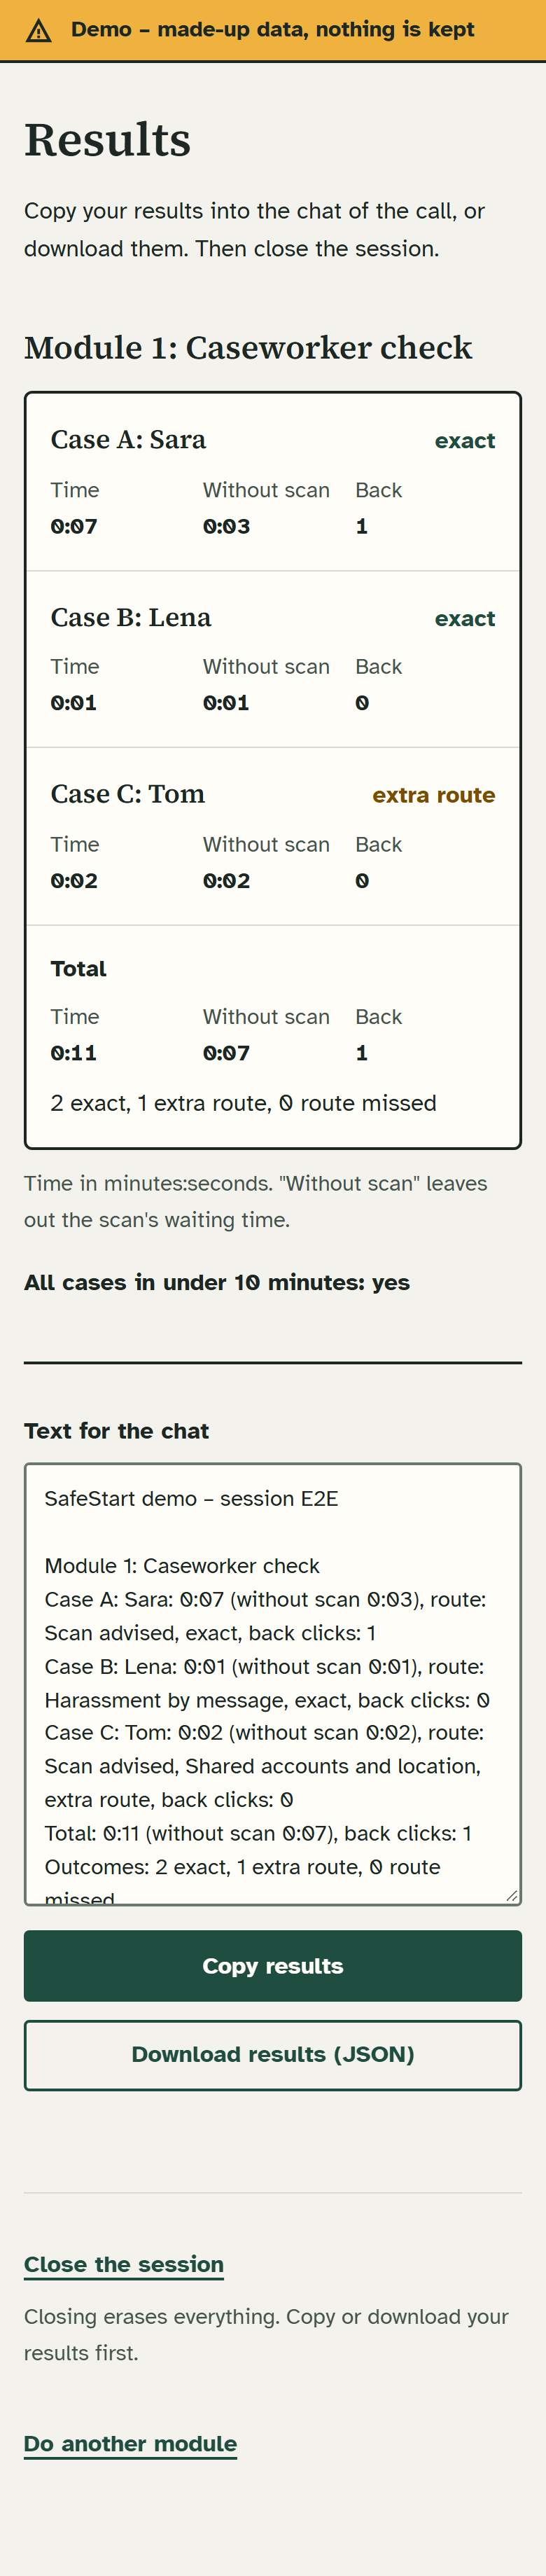 Demo – made-up data, nothing is kept
Results
Copy your results into the chat of the call, or
download them. Then close the session.
Module 1: Caseworker check
Case A: Sara exact
Time Without scan Back
0:07 0:03 1
Case B: Lena exact
Time Without scan Back
0:01 0:01 0
Case C: Tom extra route
Time Without scan Back
0:02 0:02 0
Total
Time Without scan Back
0:11 0:07 1
2 exact, 1 extra route, 0 route missed
Time in minutes:seconds. "Without scan" leaves
out the scan's waiting time.
All cases in under 10 minutes: yes
Text for the chat
SafeStart demo – session E2E
Module 1: Caseworker check
Case A: Sara: 0:07 (without scan 0:03), route:
Scan advised, exact, back clicks: 1
Case B: Lena: 0:01 (without scan 0:01), route:
Harassment by message, exact, back clicks: 0
Case C: Tom: 0:02 (without scan 0:02), route:
Scan advised, Shared accounts and location,
extra route, back clicks: 0
Total: 0:11 (without scan 0:07), back clicks: 1
Outcomes: 2 exact, 1 extra route, 0 route
missed
Copy results
Download results (JSON)
Close the session
Closing erases everything. Copy or download your
results first.
Do another module